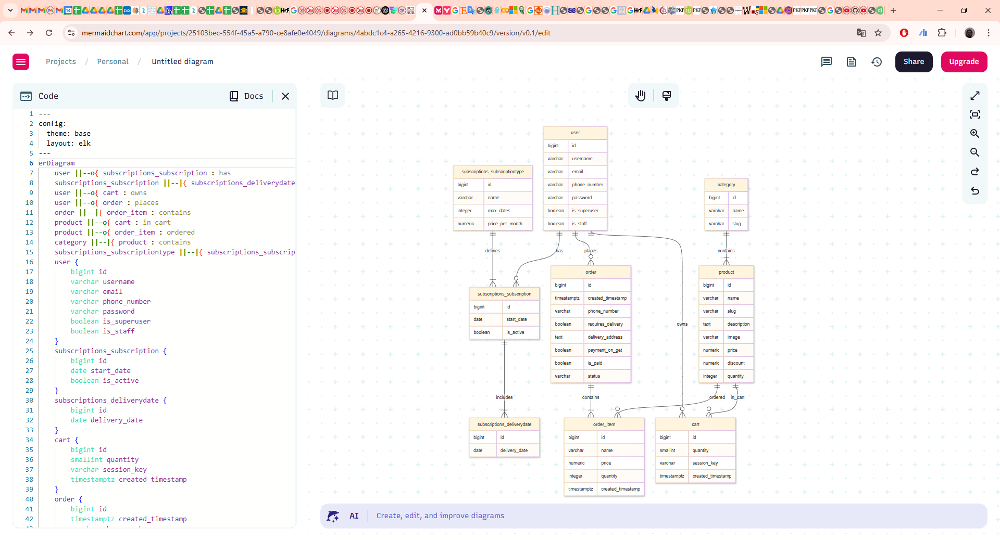 mermaidchart.com/app/projects/25103bec-554f-45a5-a790-ce8afe0e4049/diagrams/4abdc1c4-a265-4216-9300-ad0bb59b40c9/version/v0.1/edit
Projects / Personal / Untitled diagram
Share
Upgrade
Code
Docs
1 ---
2 config:
3 theme: base
4 layout: elk
5 ---
6 erDiagram
7 user ||--o{ subscriptions_subscription : has
8 subscriptions_subscription ||--|{ subscriptions_deliverydate
9 user ||--o{ cart : owns
10 user ||--o{ order : places
11 order ||--|{ order_item : contains
12 product ||--o{ cart : in_cart
13 product ||--o{ order_item : ordered
14 category ||--|{ product : contains
15 subscriptions_subscriptiontype ||--|{ subscriptions_subscrip
16 user {
17 bigint id
18 varchar username
19 varchar email
20 varchar phone_number
21 varchar password
22 boolean is_superuser
23 boolean is_staff
24 }
25 subscriptions_subscription {
26 bigint id
27 date start_date
28 boolean is_active
29 }
30 subscriptions_deliverydate {
31 bigint id
32 date delivery_date
33 }
34 cart {
35 bigint id
36 smallint quantity
37 varchar session_key
38 timestamptz created_timestamp
39 }
40 order {
41 bigint id
42 timestamptz created_timestamp
user
bigint id
varchar username
varchar email
varchar phone_number
varchar password
boolean is_superuser
boolean is_staff
subscriptions_subscriptiontype
bigint id
varchar name
integer max_dates
numeric price_per_month
category
bigint id
varchar name
varchar slug
defines
has
places
contains
subscriptions_subscription
bigint id
date start_date
boolean is_active
order
bigint id
timestamptz created_timestamp
varchar phone_number
boolean requires_delivery
text delivery_address
boolean payment_on_get
boolean is_paid
varchar status
owns
product
bigint id
varchar name
varchar slug
text description
varchar image
numeric price
numeric discount
integer quantity
includes
contains
ordered
in_cart
subscriptions_deliverydate
bigint id
date delivery_date
order_item
bigint id
varchar name
numeric price
integer quantity
timestamptz created_timestamp
cart
bigint id
smallint quantity
varchar session_key
timestamptz created_timestamp
AI
Create, edit, and improve diagrams